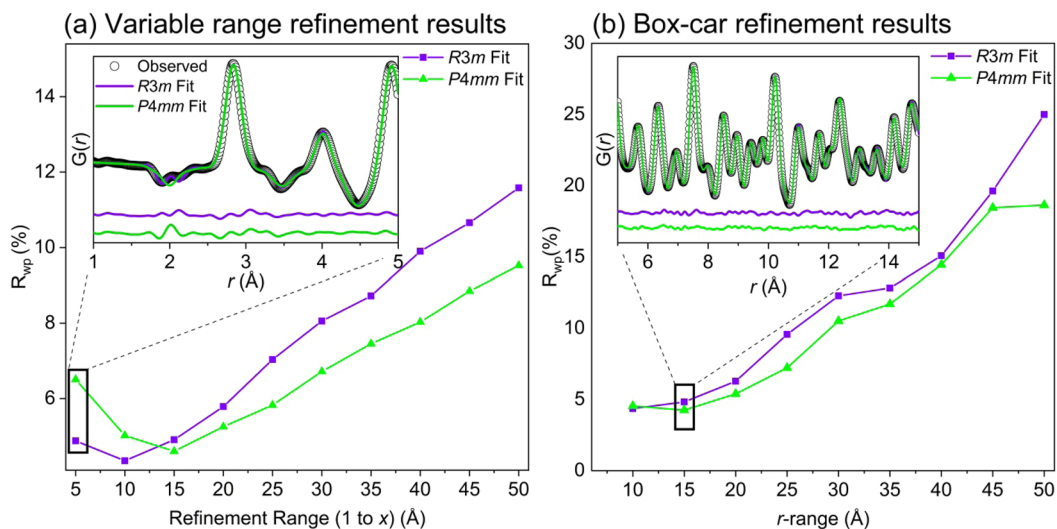 (a) Variable range refinement results
R3m Fit
P4mm Fit
Observed
R3m Fit
P4mm Fit
G(r)
1 2 3 4 5
r (Å)
14
12
10
8
6
Rwp (%)
5 10 15 20 25 30 35 40 45 50
Refinement Range (1 to x) (Å)
(b) Box-car refinement results
R3m Fit
P4mm Fit
G(r)
6 8 10 12 14
r (Å)
30
25
20
15
10
5
0
Rwp (%)
10 15 20 25 30 35 40 45 50
r-range (Å)